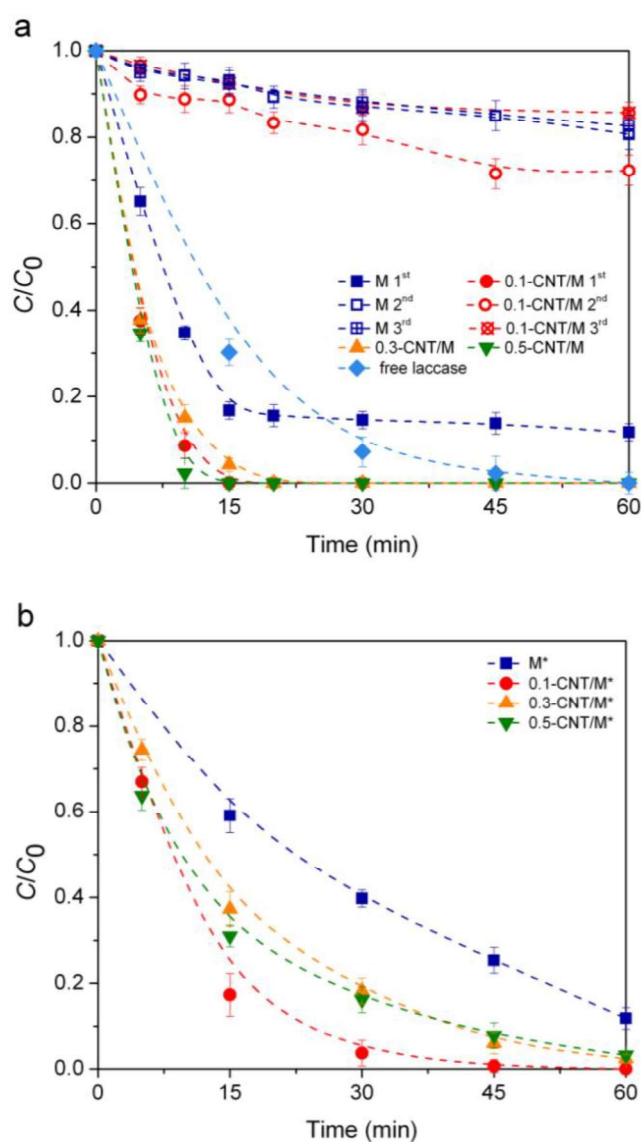 a
1.0
0.8
0.6
0.4
0.2
0.0
C/C0
M 1st
0.1-CNT/M 1st
M 2nd
0.1-CNT/M 2nd
M 3rd
0.1-CNT/M 3rd
0.3-CNT/M
0.5-CNT/M
free laccase
0 15 30 45 60
Time (min)
b
1.0
0.8
0.6
0.4
0.2
0.0
C/C0
M*
0.1-CNT/M*
0.3-CNT/M*
0.5-CNT/M*
0 15 30 45 60
Time (min)